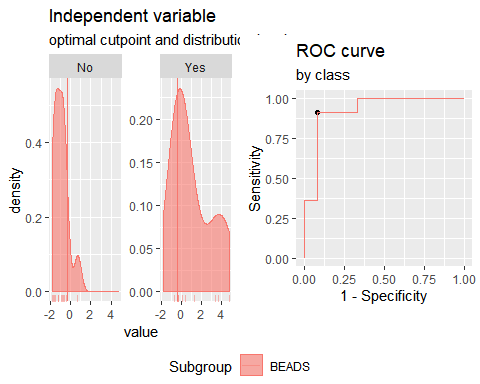 Independent variable
optimal cutpoint and distributic
No
Yes
density
0.4
0.2
0.0
0.20
0.15
0.10
0.05
0.00
-2 0 2 4
-2 0 2 4
value
ROC curve
by class
Sensitivity
1.00
0.75
0.50
0.25
0.00
0.00 0.25 0.50 0.75 1.00
1 - Specificity
Subgroup
BEADS